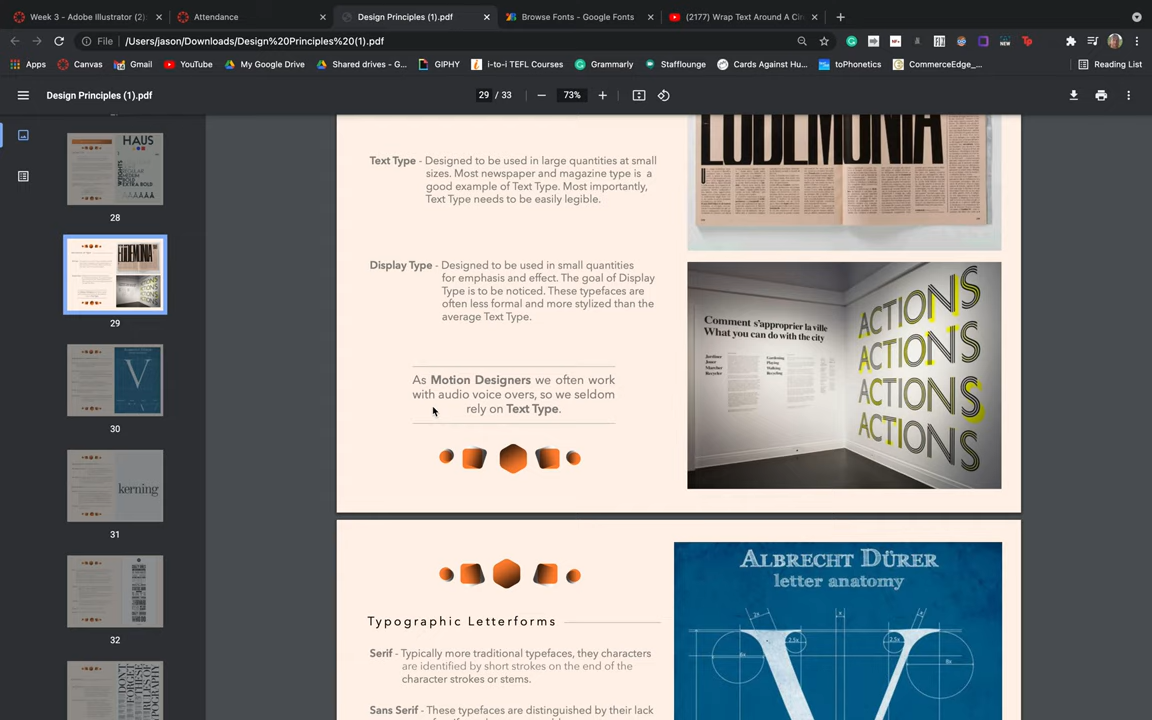 Week 3 - Adobe Illustrator (2):
Attendance
Design Principles (1).pdf
Browse Fonts - Google Fonts
(2177) Wrap Text Around A Cir
File
/Users/jason/Downloads/Design%20Principles%20(1).pdf
Apps
Canvas
Gmail
YouTube
My Google Drive
Shared drives - G...
GIPHY
i-to-i TEFL Courses
Grammarly
Stafflounge
Cards Against Hu...
toPhonetics
CommerceEdge_...
Reading List
Design Principles (1).pdf
29 / 33
73%
HAUS
28
29
30
kerning
31
32
EUDEMONIA
Text Type - Designed to be used in large quantities at small
sizes. Most newspaper and magazine type is a
good example of Text Type. Most importantly,
Text Type needs to be easily legible.
Display Type - Designed to be used in small quantities
for emphasis and effect. The goal of Display
Type is to be noticed. These typefaces are
often less formal and more stylized than the
average Text Type.
As Motion Designers we often work
with audio voice overs, so we seldom
rely on Text Type.
Comment s'approprier la ville
What you can do with the city
ACTIONS
ACTIONS
ACTIONS
ACTIONS
Typographic Letterforms
Serif - Typically more traditional typefaces, they characters
are identified by short strokes on the end of the
character strokes or stems.
Sans Serif - These typefaces are distinguished by their lack
ALBRECHT DÜRER
letter anatomy